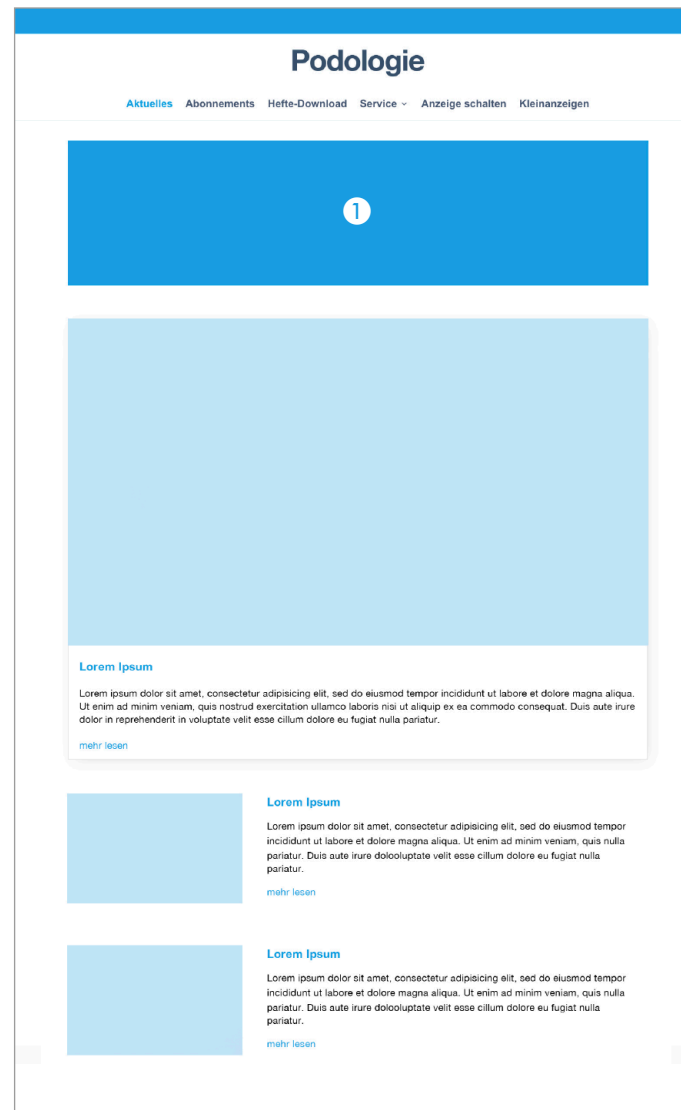 Podologie
Aktuelles Abonnements Hefte-Download Service Anzeige schalten Kleinanzeigen
1
Lorem Ipsum
Lorem ipsum dolor sit amet, consectetur adipisicing elit, sed do eiusmod tempor incididunt ut labore et dolore magna aliqua.
Ut enim ad minim veniam, quis nostrud exercitation ullamco laboris nisi ut aliquip ex ea commodo consequat. Duis aute irure
dolor in reprehenderit in voluptate velit esse cillum dolore eu fugiat nulla pariatur.
mehr lesen
Lorem Ipsum
Lorem ipsum dolor sit amet, consectetur adipisicing elit, sed do eiusmod tempor
incididunt ut labore et dolore magna aliqua. Ut enim ad minim veniam, quis nulla
pariatur. Duis aute irure dolooluptate velit esse cillum dolore eu fugiat nulla
pariatur.
mehr lesen
Lorem Ipsum
Lorem ipsum dolor sit amet, consectetur adipisicing elit, sed do eiusmod tempor
incididunt ut labore et dolore magna aliqua. Ut enim ad minim veniam, quis nulla
pariatur. Duis aute irure dolooluptate velit esse cillum dolore eu fugiat nulla
pariatur.
mehr lesen